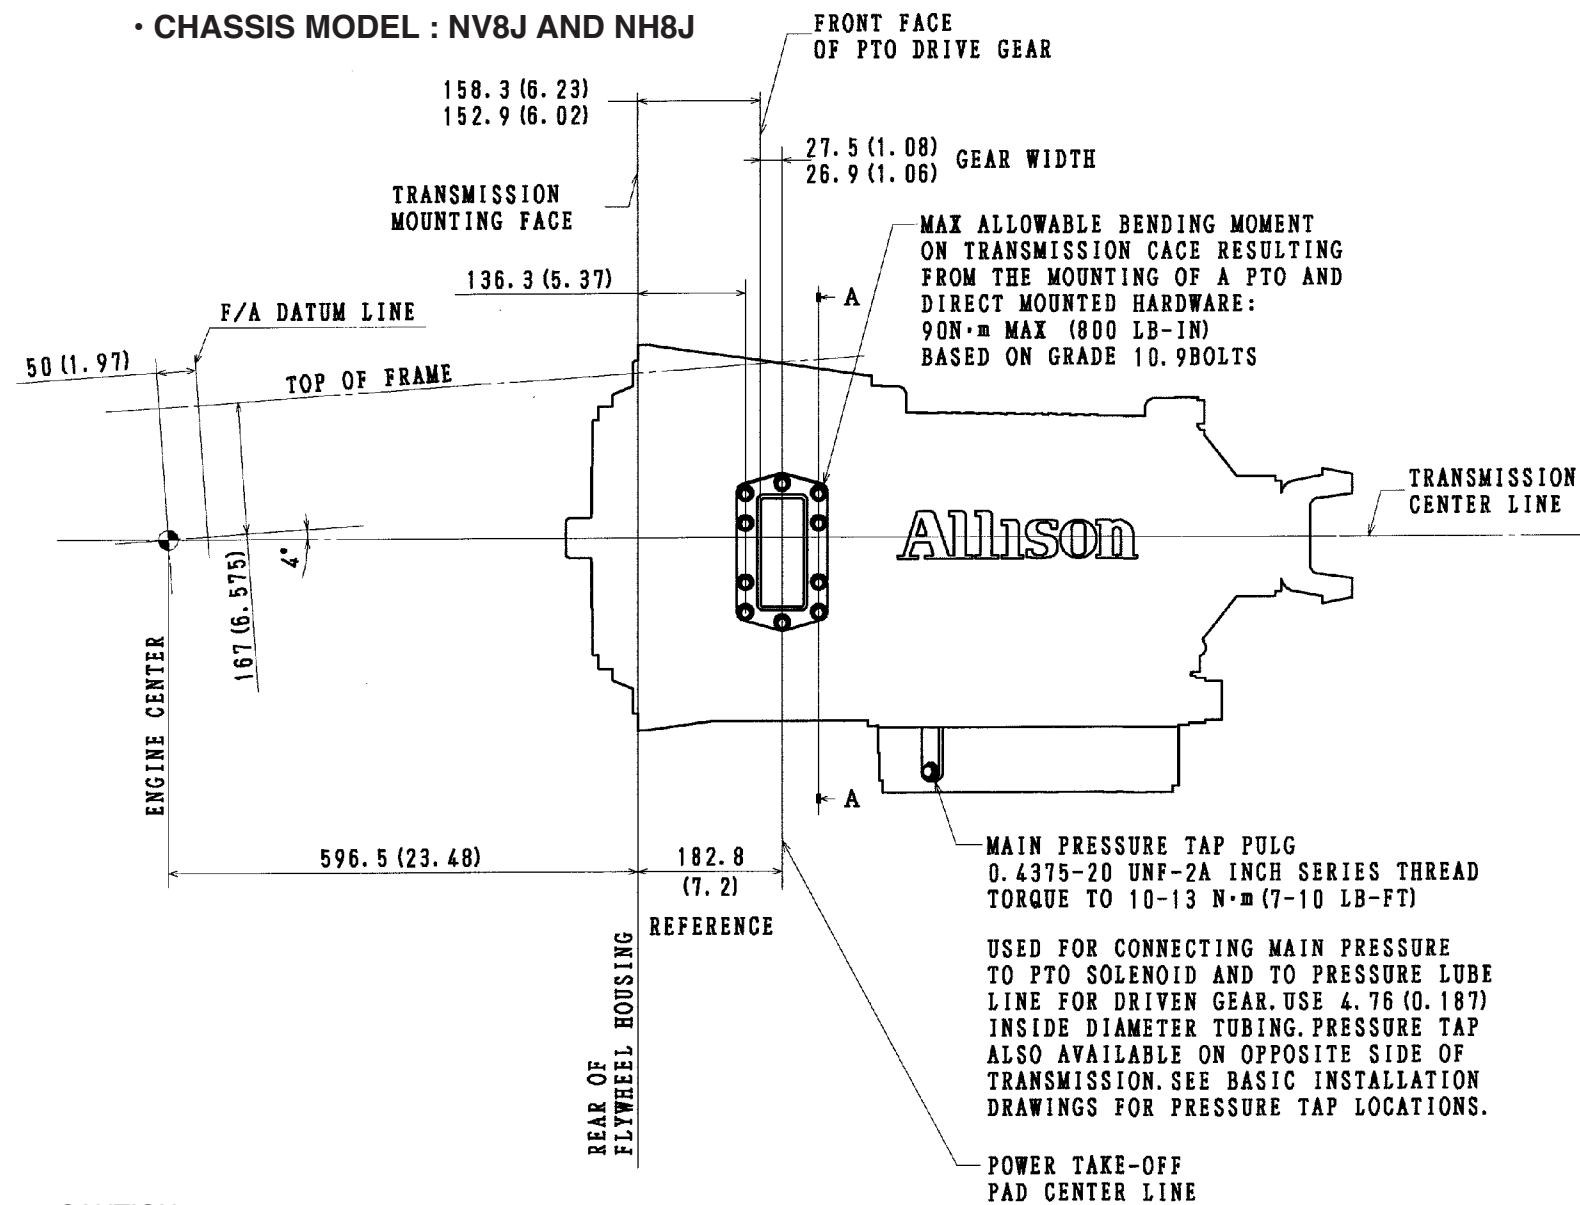 ・CHASSIS MODEL : NV8J AND NH8J
FRONT FACE
OF PTO DRIVE GEAR
158.3 (6.23)
152.9 (6.02)
27.5 (1.08)
26.9 (1.06)
GEAR WIDTH
TRANSMISSION
MOUNTING FACE
MAX ALLOWABLE BENDING MOMENT
ON TRANSMISSION CACE RESULTING
FROM THE MOUNTING OF A PTO AND
DIRECT MOUNTED HARDWARE:
90N·m MAX (800 LB-IN)
BASED ON GRADE 10.9BOLTS
136.3 (5.37)
A
F/A DATUM LINE
50 (1.97)
TOP OF FRAME
TRANSMISSION
CENTER LINE
Allison
4°
167 (6.575)
ENGINE CENTER
A
596.5 (23.48)
182.8
(7.2)
REFERENCE
MAIN PRESSURE TAP PULG
0.4375-20 UNF-2A INCH SERIES THREAD
TORQUE TO 10-13 N·m (7-10 LB-FT)
USED FOR CONNECTING MAIN PRESSURE
TO PTO SOLENOID AND TO PRESSURE LUBE
LINE FOR DRIVEN GEAR. USE 4.76 (0.187)
INSIDE DIAMETER TUBING. PRESSURE TAP
ALSO AVAILABLE ON OPPOSITE SIDE OF
TRANSMISSION. SEE BASIC INSTALLATION
DRAWINGS FOR PRESSURE TAP LOCATIONS.
REAR OF
FLYWHEEL HOUSING
POWER TAKE-OFF
PAD CENTER LINE